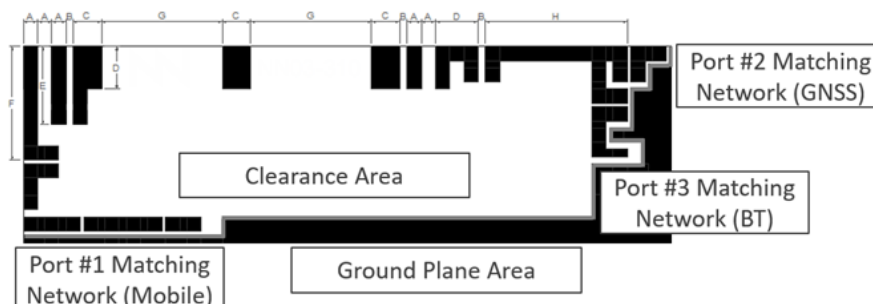 A A A B C G C G C B A A D B H
D
E
F
Port #2 Matching
Network (GNSS)
Clearance Area
Port #3 Matching
Network (BT)
Port #1 Matching
Network (Mobile)
Ground Plane Area